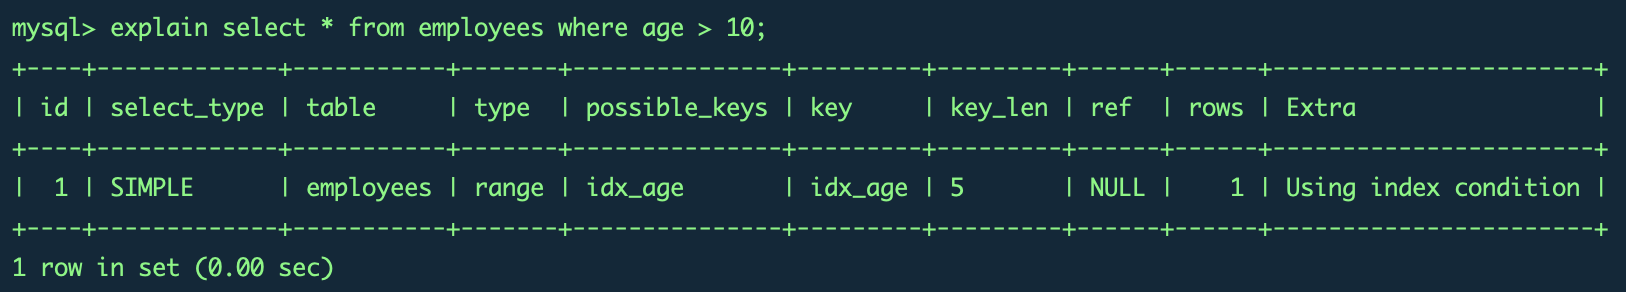 mysql> explain select * from employees where age > 10;
+----+-------------+-----------+-------+---------------+---------+---------+------+------+-----------------------+
| id | select_type | table     | type  | possible_keys | key     | key_len | ref  | rows | Extra                 |
+----+-------------+-----------+-------+---------------+---------+---------+------+------+-----------------------+
|  1 | SIMPLE      | employees | range | idx_age       | idx_age | 5       | NULL |    1 | Using index condition |
+----+-------------+-----------+-------+---------------+---------+---------+------+------+-----------------------+
1 row in set (0.00 sec)